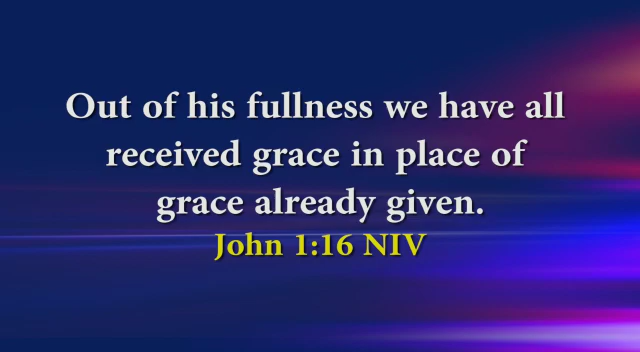 Out of his fullness we have all
received grace in place of
grace already given.
John 1:16 NIV